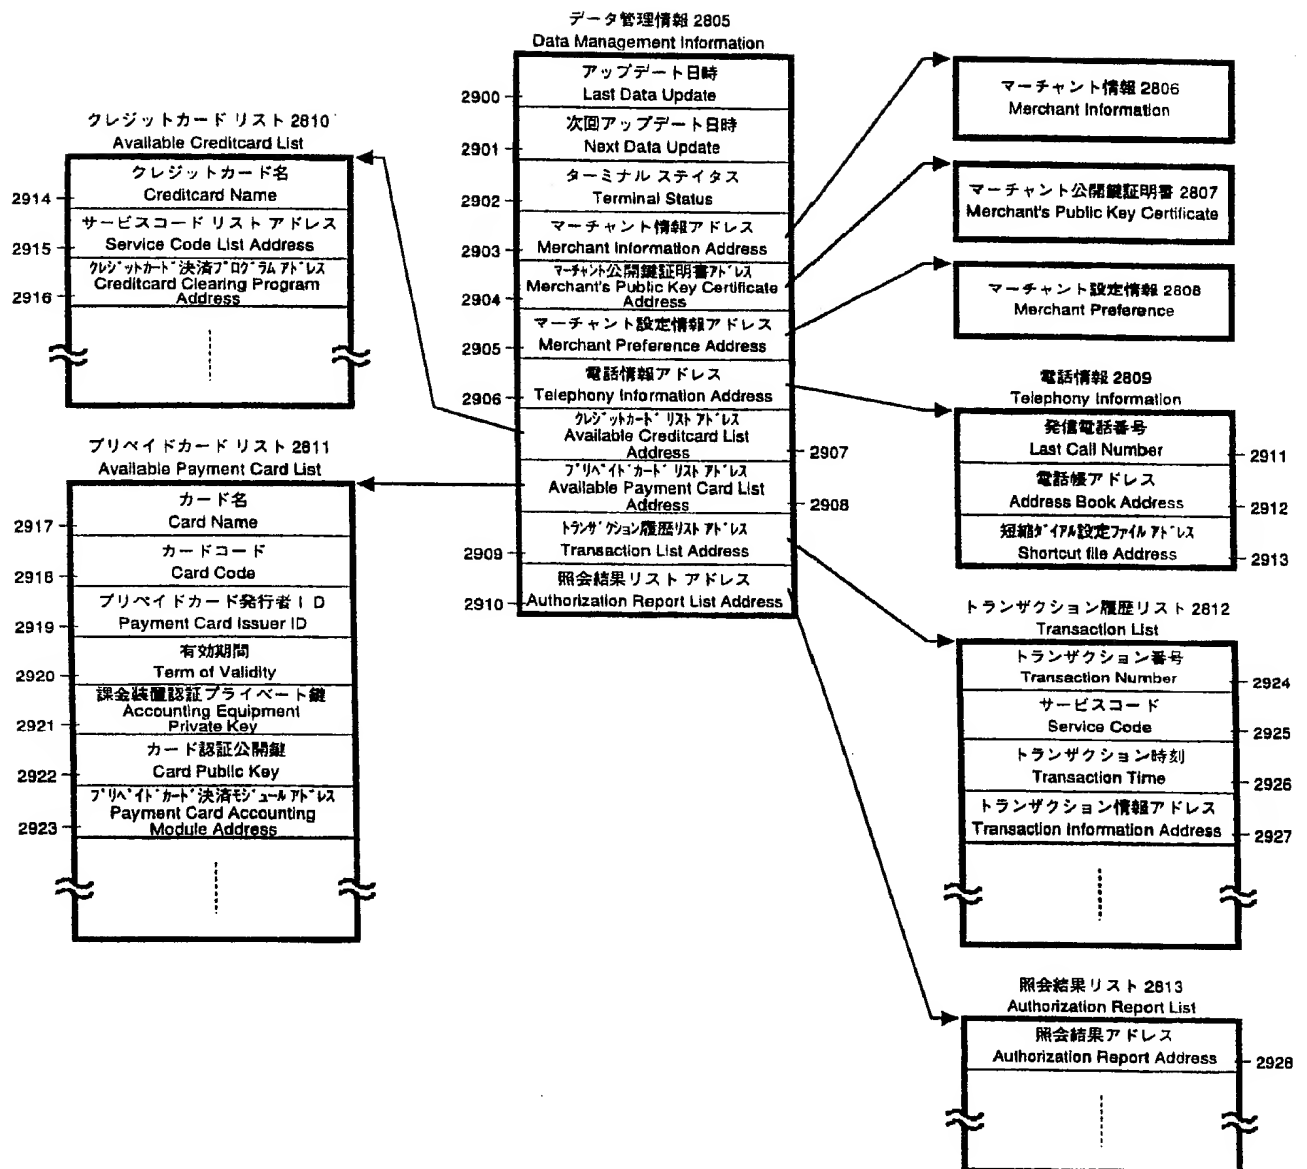 データ管理情報 2805
Data Management Information
2900
アップデート日時
Last Data Update
2901
次回アップデート日時
Next Data Update
2902
ターミナル ステイタス
Terminal Status
2903
マーチャント情報アドレス
Merchant Information Address
2904
マーチャント公開鍵証明書アドレス
Merchant's Public Key Certificate
Address
2905
マーチャント設定情報アドレス
Merchant Preference Address
2906
電話情報アドレス
Telephony Information Address
クレジットカード リスト アドレス
Available Creditcard List
Address
2907
プリペイドカード リスト アドレス
Available Payment Card List
Address
2908
2909
トランザクション履歴リスト アドレス
Transaction List Address
2910
照会結果リスト アドレス
Authorization Report List Address
クレジットカード リスト 2810
Available Creditcard List
2914
クレジットカード名
Creditcard Name
2915
サービスコード リスト アドレス
Service Code List Address
2916
クレジットカード決済プログラム アドレス
Creditcard Clearing Program
Address
プリペイドカード リスト 2811
Available Payment Card List
2917
カード名
Card Name
2918
カードコード
Card Code
2919
プリペイドカード発行者ID
Payment Card Issuer ID
2920
有効期間
Term of Validity
2921
課金装置認証プライベート鍵
Accounting Equipment
Private Key
2922
カード認証公開鍵
Card Public Key
2923
プリペイドカード決済モジュール アドレス
Payment Card Accounting
Module Address
マーチャント情報 2806
Merchant Information
マーチャント公開鍵証明書 2807
Merchant's Public Key Certificate
マーチャント設定情報 2808
Merchant Preference
電話情報 2809
Telephony Information
発信電話番号
Last Call Number
2911
電話帳アドレス
Address Book Address
2912
短縮ダイアル設定ファイル アドレス
Shortcut file Address
2913
トランザクション履歴リスト 2812
Transaction List
トランザクション番号
Transaction Number
2924
サービスコード
Service Code
2925
トランザクション時刻
Transaction Time
2926
トランザクション情報アドレス
Transaction Information Address
2927
照会結果リスト 2813
Authorization Report List
照会結果アドレス
Authorization Report Address
2928